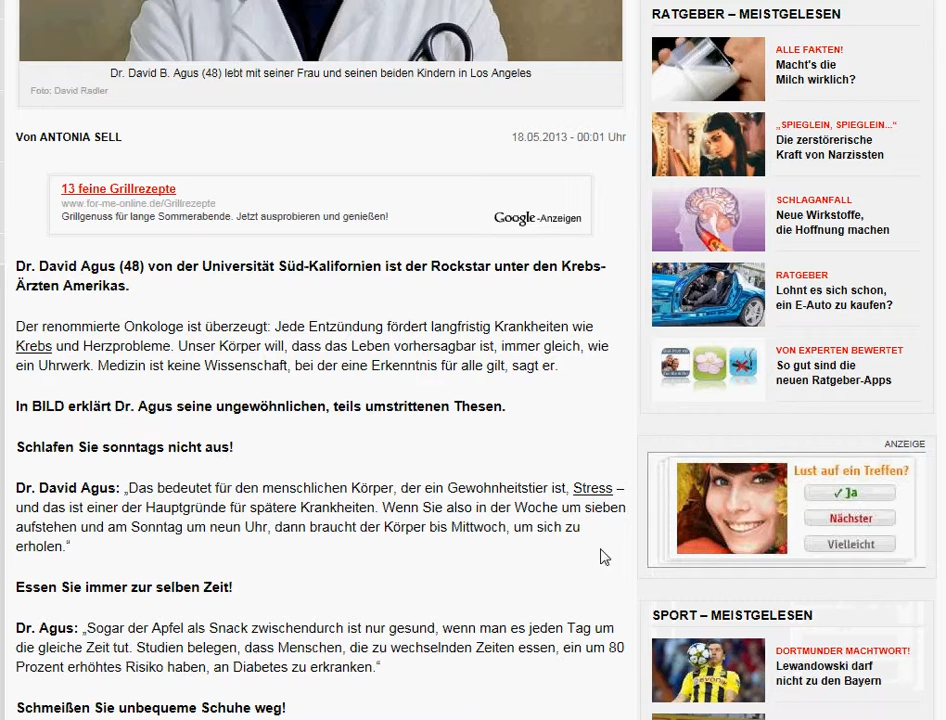 Dr. David B. Agus (48) lebt mit seiner Frau und seinen beiden Kindern in Los Angeles
Foto: David Radler
Von ANTONIA SELL
18.05.2013 - 00:01 Uhr
13 feine Grillrezepte
www.for-me-online.de/Grillrezepte
Grillgenuss für lange Sommerabende. Jetzt ausprobieren und genießen!
Google-Anzeigen
Dr. David Agus (48) von der Universität Süd-Kalifornien ist der Rockstar unter den Krebs-
Ärzten Amerikas.
Der renommierte Onkologe ist überzeugt: Jede Entzündung fördert langfristig Krankheiten wie
Krebs und Herzprobleme. Unser Körper will, dass das Leben vorhersagbar ist, immer gleich, wie
ein Uhrwerk. Medizin ist keine Wissenschaft, bei der eine Erkenntnis für alle gilt, sagt er.
In BILD erklärt Dr. Agus seine ungewöhnlichen, teils umstrittenen Thesen.
Schlafen Sie sonntags nicht aus!
Dr. David Agus: „Das bedeutet für den menschlichen Körper, der ein Gewohnheitstier ist, Stress –
und das ist einer der Hauptgründe für spätere Krankheiten. Wenn Sie also in der Woche um sieben
aufstehen und am Sonntag um neun Uhr, dann braucht der Körper bis Mittwoch, um sich zu
erholen.“
Essen Sie immer zur selben Zeit!
Dr. Agus: „Sogar der Apfel als Snack zwischendurch ist nur gesund, wenn man es jeden Tag um
die gleiche Zeit tut. Studien belegen, dass Menschen, die zu wechselnden Zeiten essen, ein um 80
Prozent erhöhtes Risiko haben, an Diabetes zu erkranken.“
Schmeißen Sie unbequeme Schuhe weg!
RATGEBER – MEISTGELESEN
ALLE FAKTEN!
Macht's die
Milch wirklich?
„SPIEGLEIN, SPIEGLEIN...“
Die zerstörerische
Kraft von Narzissten
SCHLAGANFALL
Neue Wirkstoffe,
die Hoffnung machen
RATGEBER
Lohnt es sich schon,
ein E-Auto zu kaufen?
VON EXPERTEN BEWERTET
So gut sind die
neuen Ratgeber-Apps
ANZEIGE
Lust auf ein Treffen?
✓ Ja
Nächster
Vielleicht
SPORT – MEISTGELESEN
DORTMUNDER MACHTWORT!
Lewandowski darf
nicht zu den Bayern